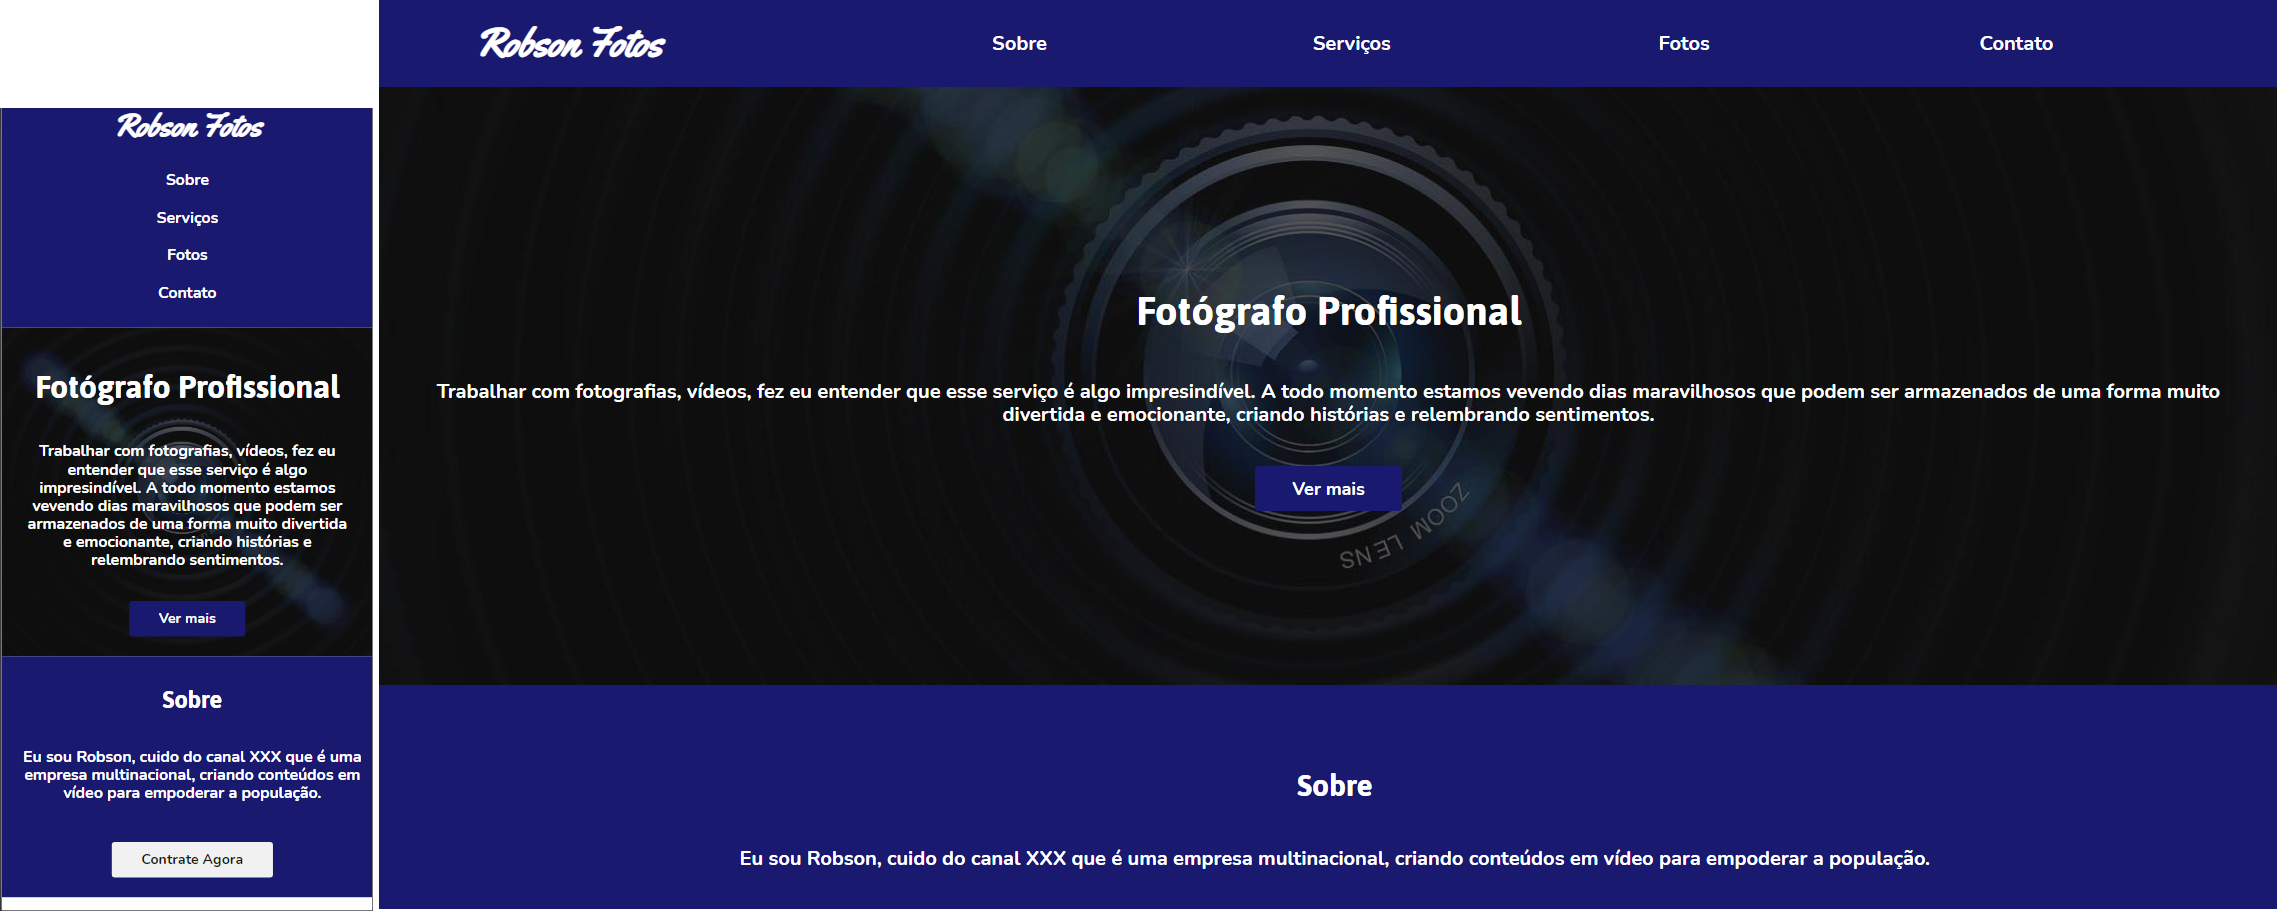 Robson Fotos
Sobre
Serviços
Fotos
Contato
Fotógrafo Profissional
Trabalhar com fotografias, vídeos, fez eu
entender que esse serviço é algo
impresindível. A todo momento estamos
vevendo dias maravilhosos que podem ser
armazenados de uma forma muito divertida
e emocionante, criando histórias e
relembrando sentimentos.
Ver mais
Sobre
Eu sou Robson, cuido do canal XXX que é uma
empresa multinacional, criando conteúdos em
vídeo para empoderar a população.
Contrate Agora
Robson Fotos
Sobre
Serviços
Fotos
Contato
Fotógrafo Profissional
Trabalhar com fotografias, vídeos, fez eu entender que esse serviço é algo impresindível. A todo momento estamos vevendo dias maravilhosos que podem ser armazenados de uma forma muito
divertida e emocionante, criando histórias e relembrando sentimentos.
Ver mais
ZOOM LENS
Sobre
Eu sou Robson, cuido do canal XXX que é uma empresa multinacional, criando conteúdos em vídeo para empoderar a população.